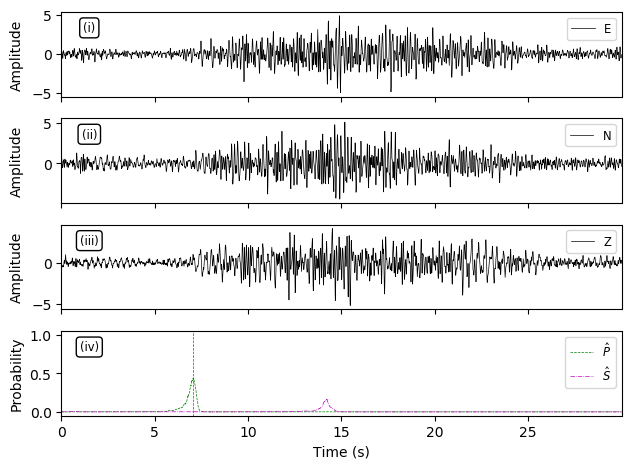 5
0
−5
Amplitude
(i)
E
5
0
Amplitude
(ii)
N
0
−5
Amplitude
(iii)
Z
1.0
0.5
0.0
Probability
(iv)
P̂
Ŝ
0 5 10 15 20 25
Time (s)